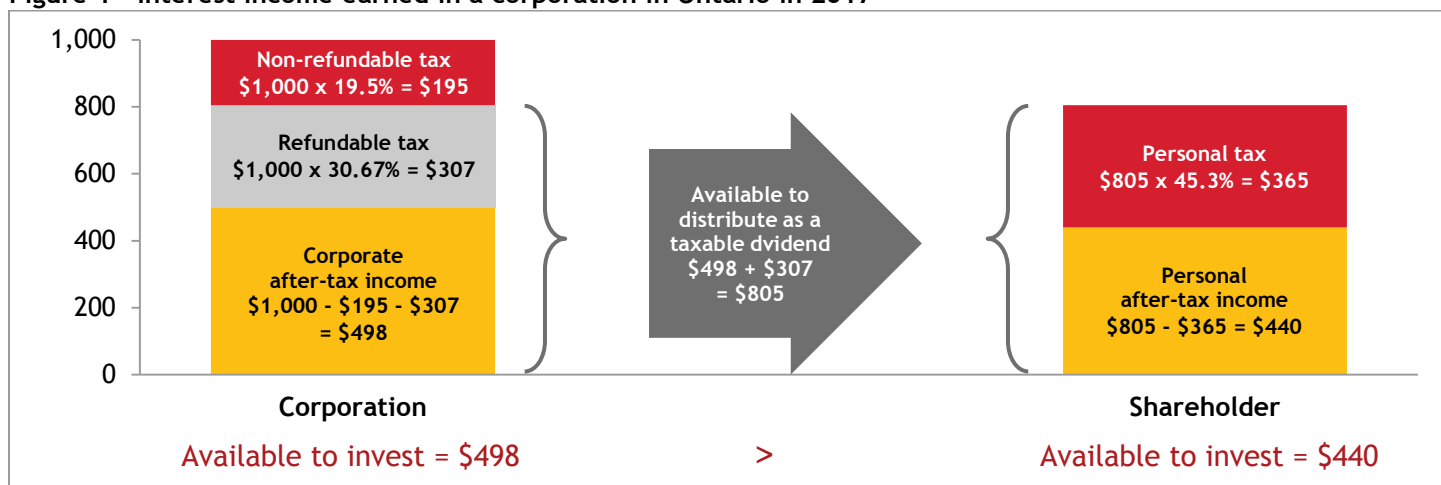 1,000
800
600
400
200
0
Non-refundable tax
$1,000 x 19.5% = $195
Refundable tax
$1,000 x 30.67% = $307
Corporate
after-tax income
$1,000 - $195 - $307
= $498
Available to
distribute as a
taxable dvidend
$498 + $307
= $805
Personal tax
$805 x 45.3% = $365
Personal
after-tax income
$805 - $365 = $440
Corporation
Shareholder
Available to invest = $498
>
Available to invest = $440